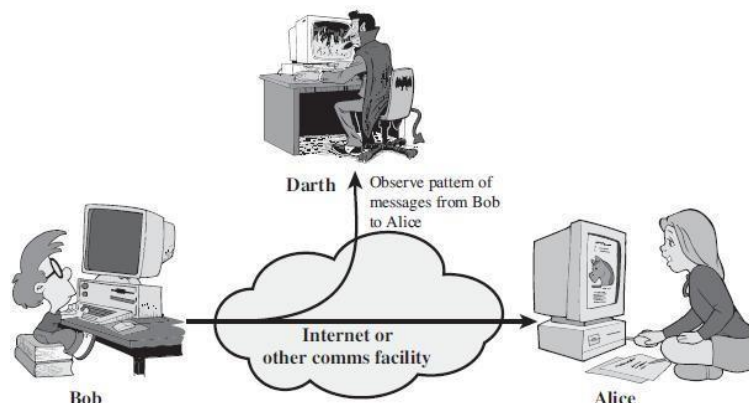 Darth
Observe pattern of
messages from Bob
to Alice
Internet or
other comms facility
Bob
Alice